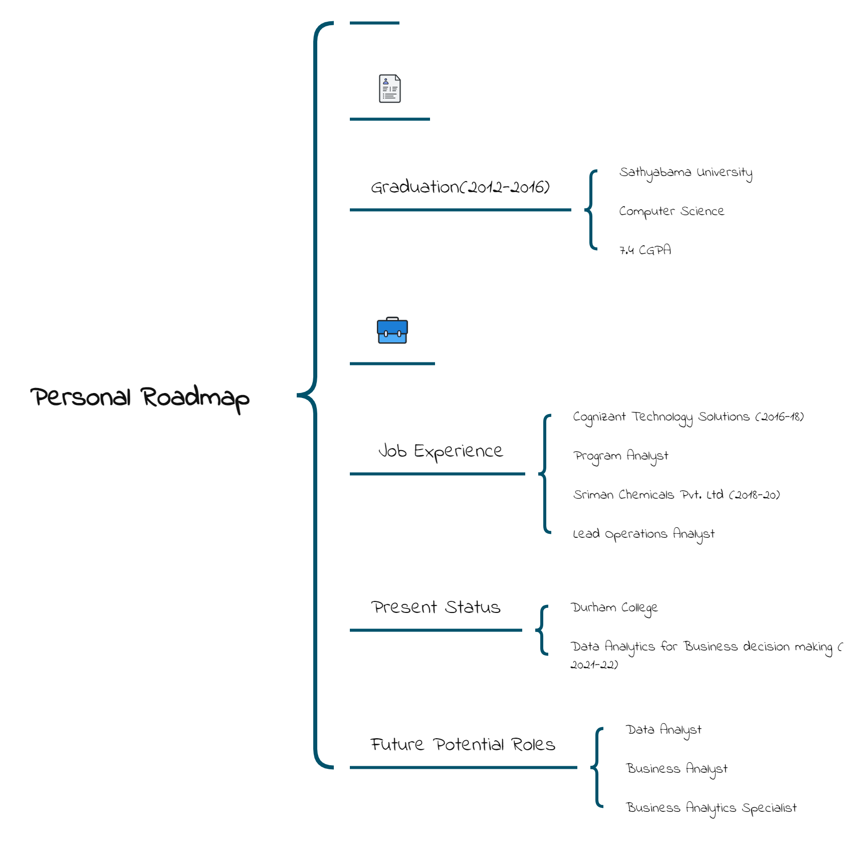 Personal Roadmap
Graduation(2012-2016)
Sathyabama University
Computer Science
7.4 CGPA
Job Experience
Cognizant Technology Solutions (2016-18)
Program Analyst
Sriman Chemicals Pvt. Ltd (2018-20)
Lead Operations Analyst
Present Status
Durham College
Data Analytics for Business decision making (
2021-22)
Future Potential Roles
Data Analyst
Business Analyst
Business Analytics Specialist